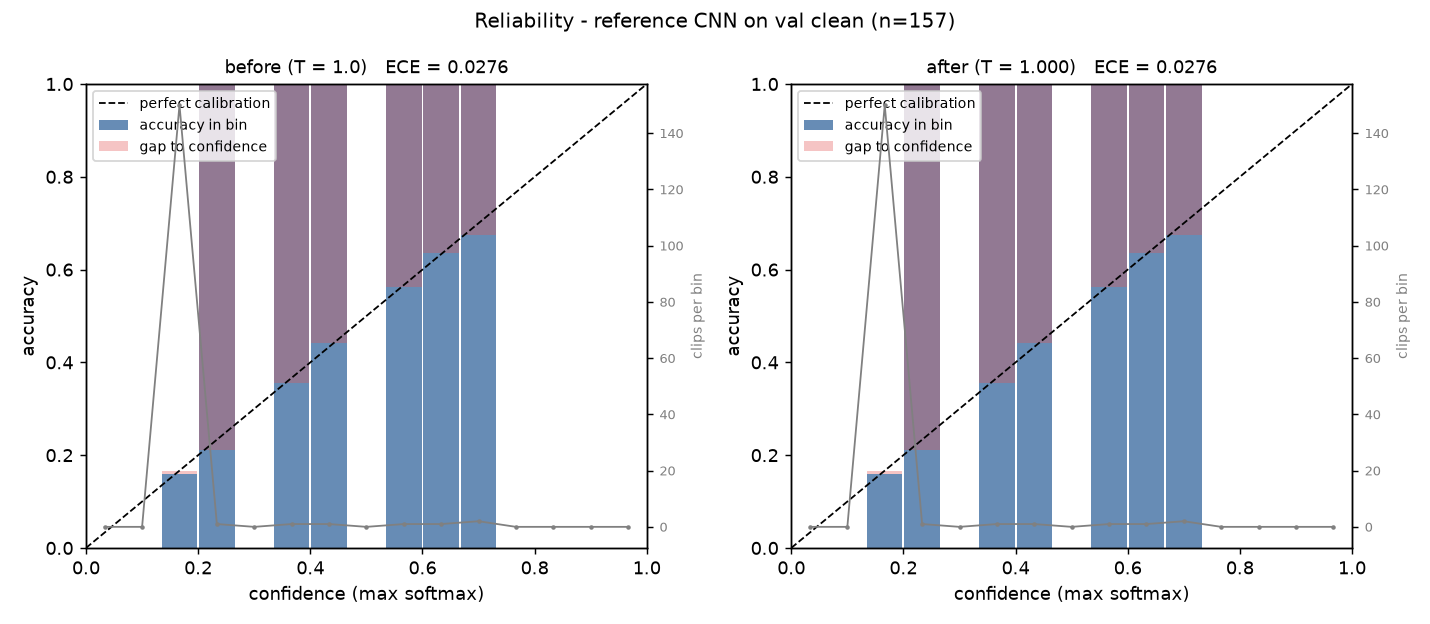 Reliability - reference CNN on val clean (n=157)
before (T = 1.0)   ECE = 0.0276
perfect calibration
accuracy in bin
gap to confidence
1.0
0.8
0.6
0.4
0.2
0.0
accuracy
0.0 0.2 0.4 0.6 0.8 1.0
confidence (max softmax)
140
120
100
80
60
40
20
0
clips per bin
after (T = 1.000)   ECE = 0.0276
perfect calibration
accuracy in bin
gap to confidence
1.0
0.8
0.6
0.4
0.2
0.0
accuracy
0.0 0.2 0.4 0.6 0.8 1.0
confidence (max softmax)
140
120
100
80
60
40
20
0
clips per bin